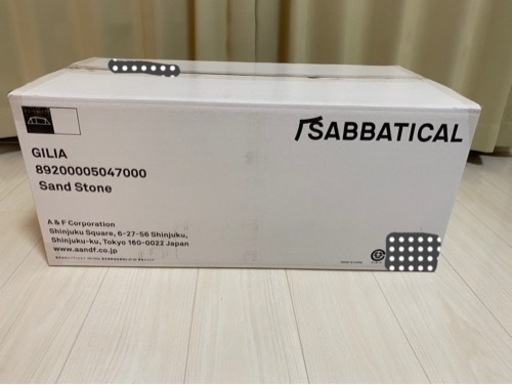 SABBATICAL
GILIA
89200005047000
Sand Stone
A & F Corporation
Shinjuku Square, 6-27-56 Shinjuku,
Shinjuku-ku, Tokyo 160-0022 Japan
www.aandf.co.jp